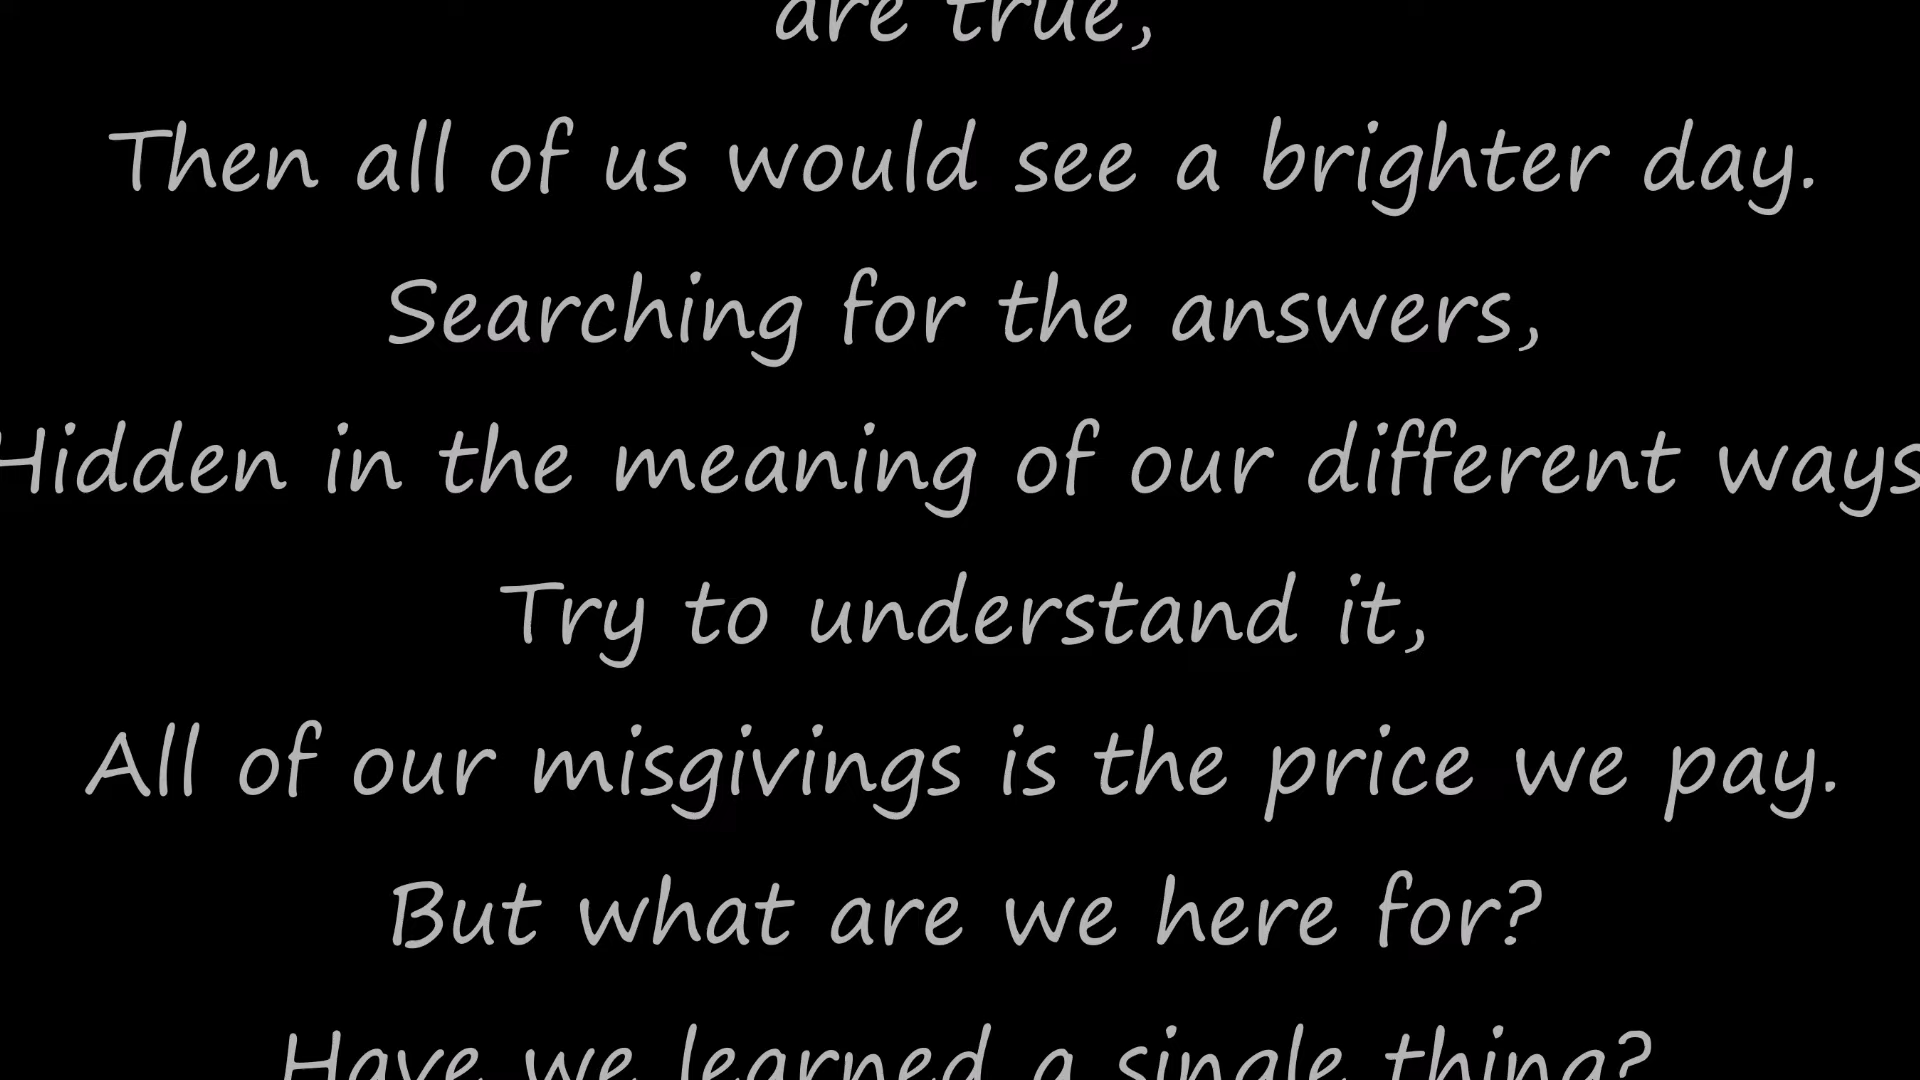 are true,
Then all of us would see a brighter day.
Searching for the answers,
Hidden in the meaning of our different ways
Try to understand it,
All of our misgivings is the price we pay.
But what are we here for?
Have we learned a single thing?